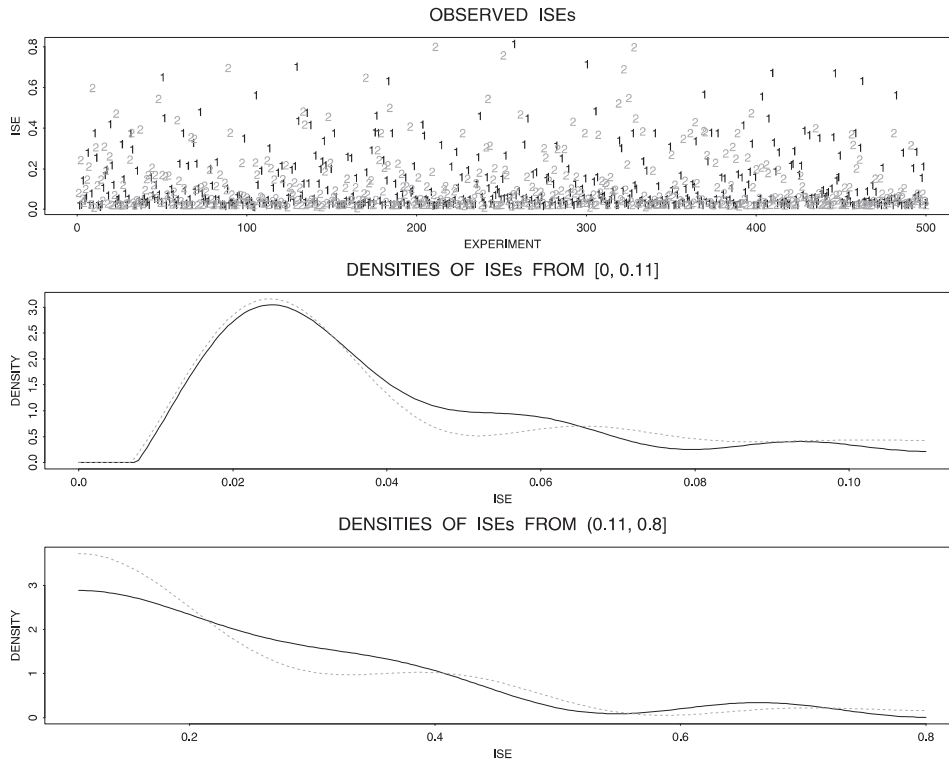 OBSERVED ISEs
ISE
0.8
0.6
0.4
0.2
0.0
0 100 200 300 400 500
EXPERIMENT
DENSITIES OF ISEs FROM [0, 0.11]
DENSITY
3.0
2.5
2.0
1.5
1.0
0.5
0.0
0.0 0.02 0.04 0.06 0.08 0.10
ISE
DENSITIES OF ISEs FROM (0.11, 0.8]
DENSITY
3
2
1
0
0.2 0.4 0.6 0.8
ISE